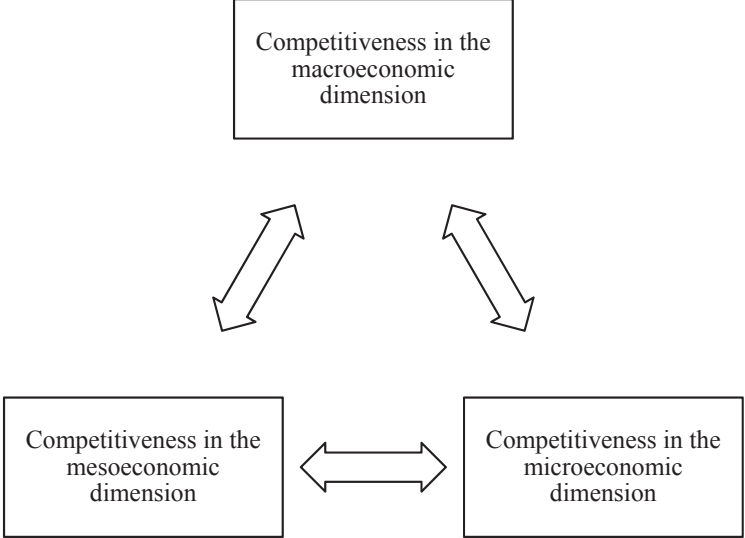 Competitiveness in the
macroeconomic
dimension
Competitiveness in the
mesoeconomic
dimension
Competitiveness in the
microeconomic
dimension